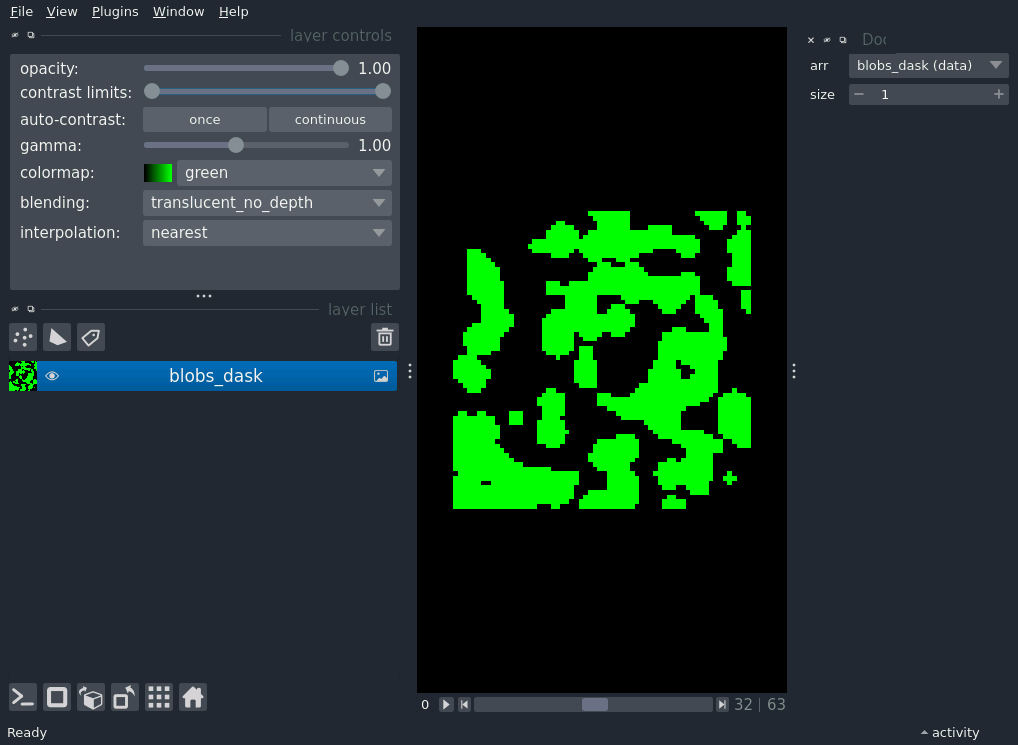 File View Plugins Window Help
layer controls
opacity: 1.00
contrast limits:
auto-contrast: once continuous
gamma: 1.00
colormap: green
blending: translucent_no_depth
interpolation: nearest
layer list
blobs_dask
0 32 | 63
arr blobs_dask (data)
size 1
Ready
activity